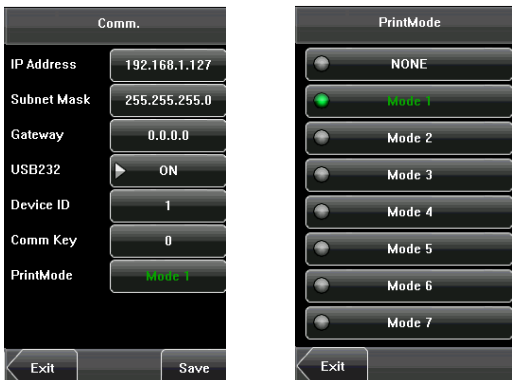 Comm.
IP Address 192.168.1.127
Subnet Mask 255.255.255.0
Gateway 0.0.0.0
USB232 ON
Device ID 1
Comm Key 0
PrintMode Mode 1
Exit Save
PrintMode
NONE
Mode 1
Mode 2
Mode 3
Mode 4
Mode 5
Mode 6
Mode 7
Exit